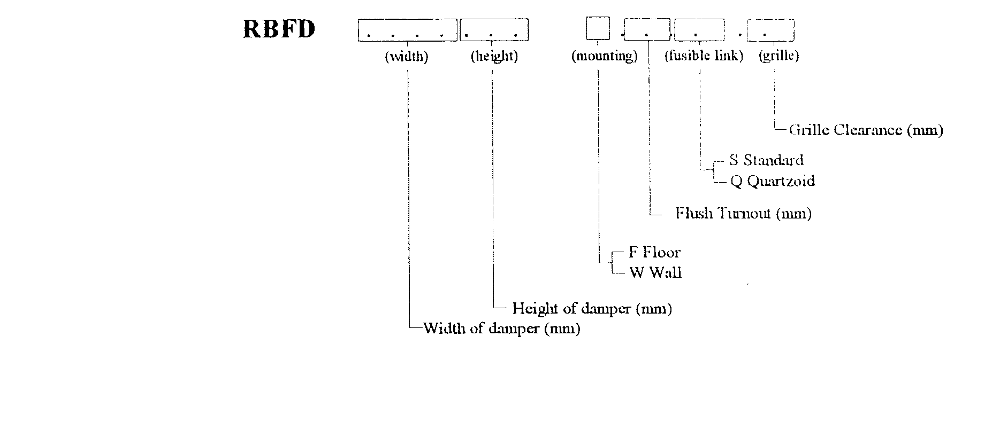 RBFD
(width) (height) (mounting) (fusible link) (grille)
Grille Clearance (mm)
S Standard
Q Quartzoid
Flush Turnout (mm)
F Floor
W Wall
Height of damper (mm)
Width of damper (mm)